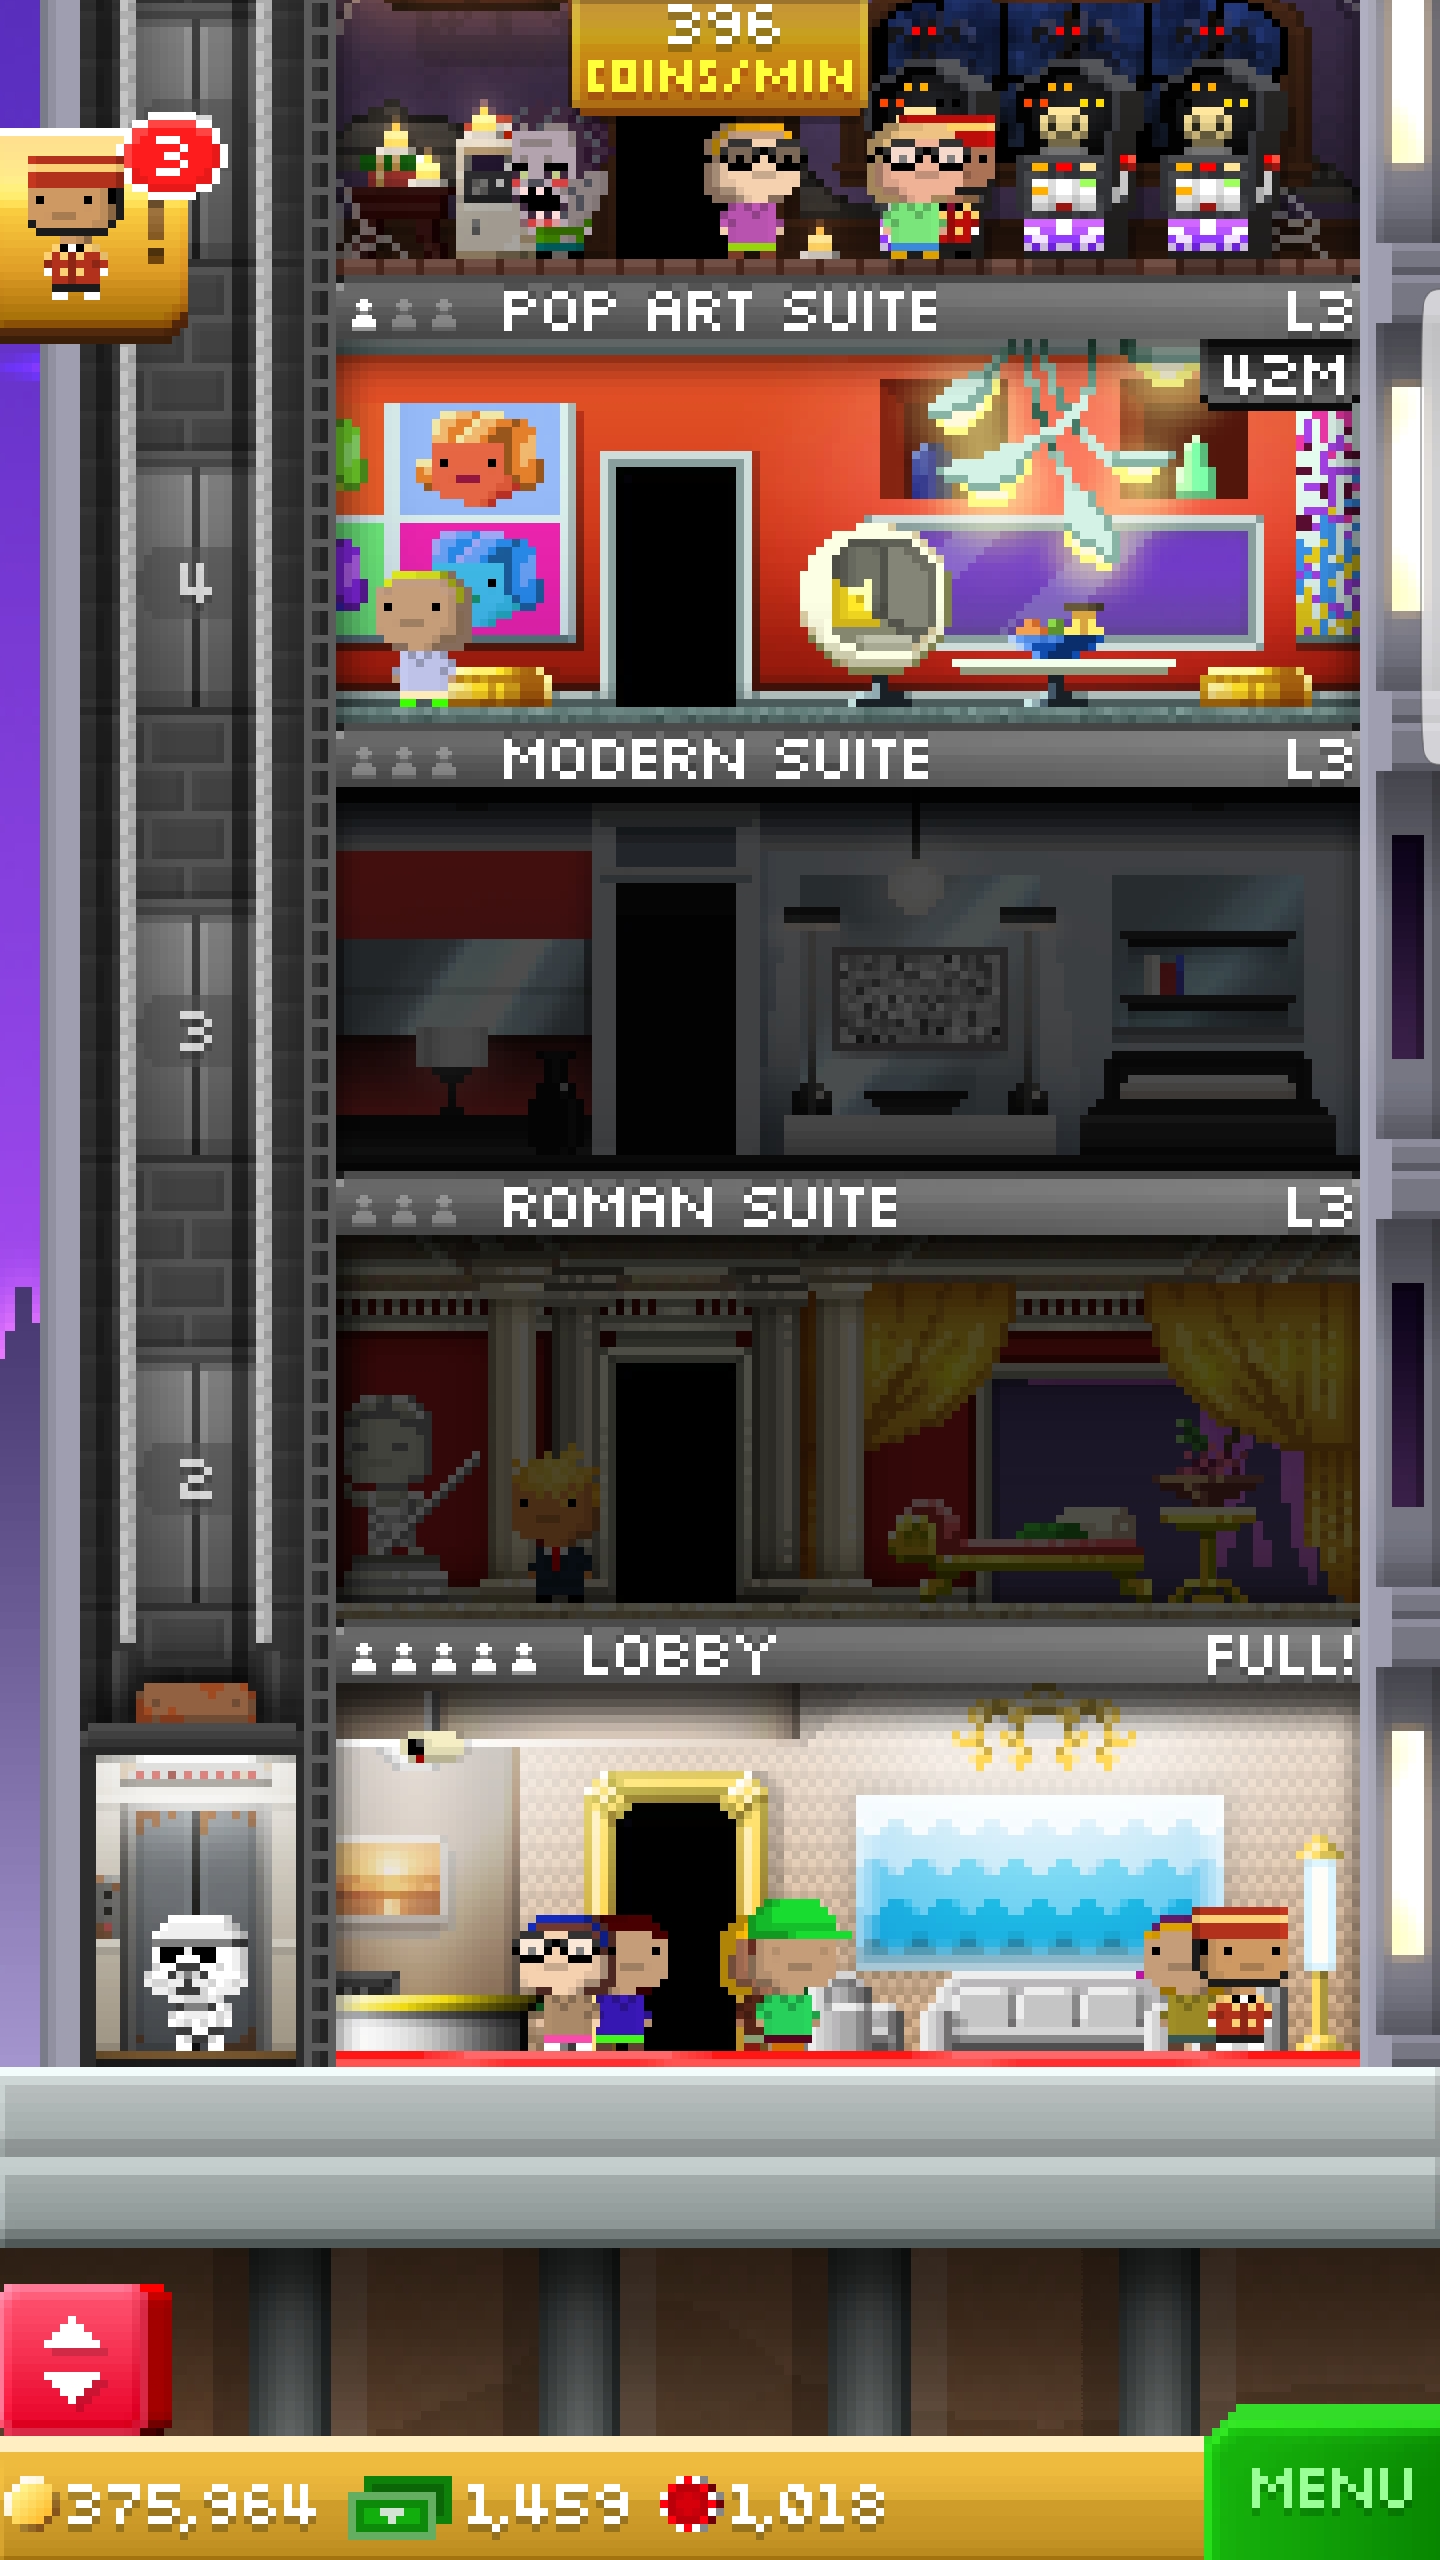 396
COINS/MIN
3
!
POP ART SUITE L3
42M
4
MODERN SUITE L3
3
ROMAN SUITE L3
2
LOBBY FULL!
375,964 1,459 1,018
MENU